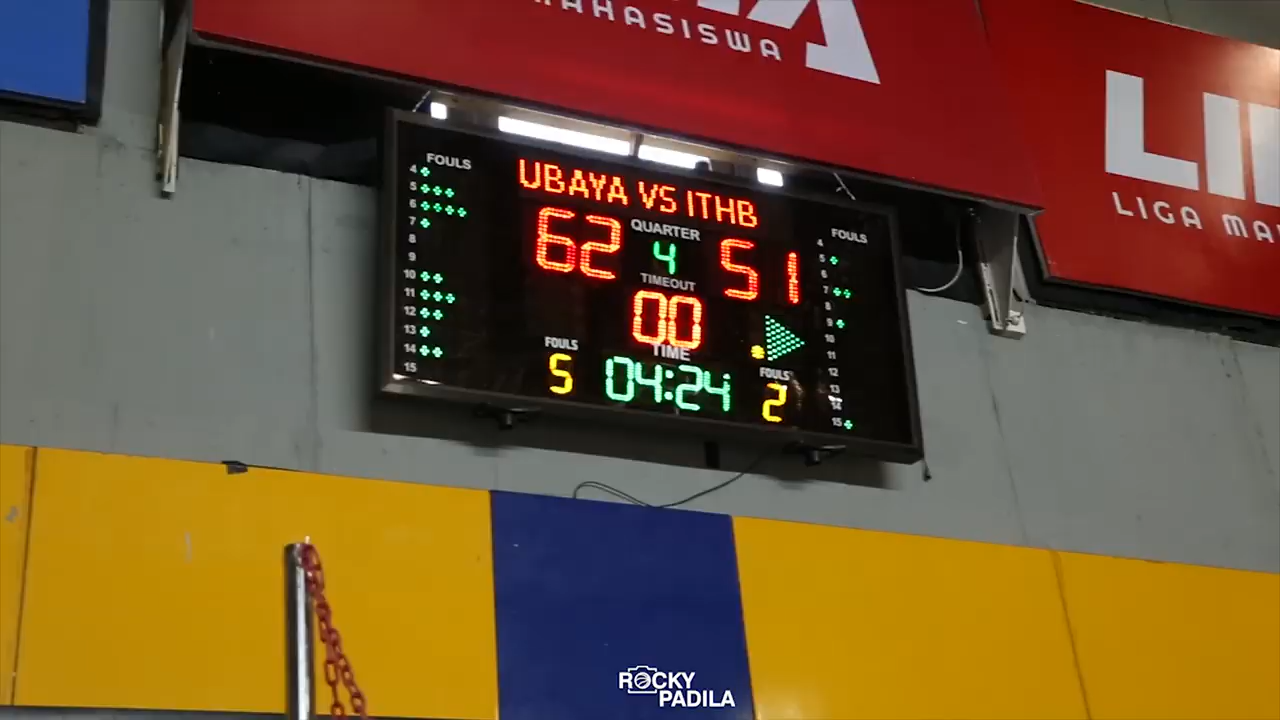 MAHASISWA
LIGA MA
FOULS
UBAYA VS ITHB
62
QUARTER
4
51
TIMEOUT
00
TIME
04:24
FOULS
5
FOULS
2
4
5
6
7
8
9
10
11
12
13
14
15
FOULS
4
5
6
7
8
9
10
11
12
13
14
15
ROCKY
PADILA